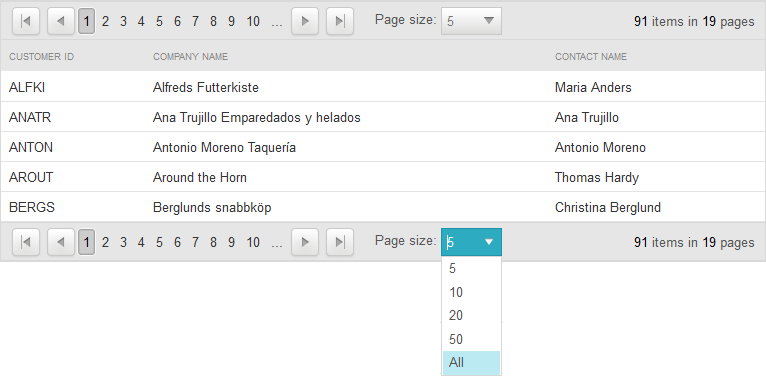 1 2 3 4 5 6 7 8 9 10 ... Page size: 5 91 items in 19 pages
CUSTOMER ID COMPANY NAME CONTACT NAME
ALFKI Alfreds Futterkiste Maria Anders
ANATR Ana Trujillo Emparedados y helados Ana Trujillo
ANTON Antonio Moreno Taquería Antonio Moreno
AROUT Around the Horn Thomas Hardy
BERGS Berglunds snabbköp Christina Berglund
1 2 3 4 5 6 7 8 9 10 ... Page size: 5 91 items in 19 pages
5
10
20
50
All